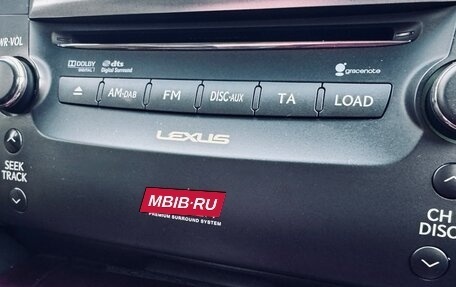 PWR·VOL
DOLBY
DIGITAL
dts
Digital Surround
gracenote
AM·DAB
FM
DISC·AUX
TA
LOAD
LEXUS
SEEK
TRACK
MBIB·RU
PREMIUM SURROUND SYSTEM
CH
DISC